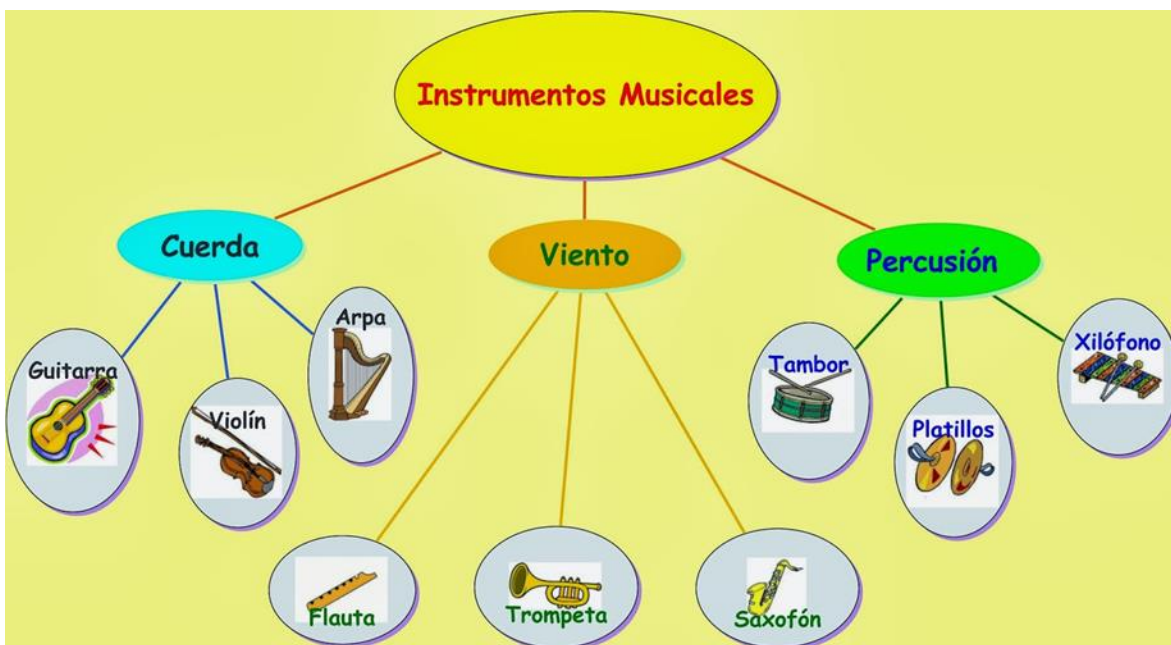 Instrumentos Musicales
Cuerda
Viento
Percusión
Guitarra
Violín
Arpa
Flauta
Trompeta
Saxofón
Tambor
Platillos
Xilófono